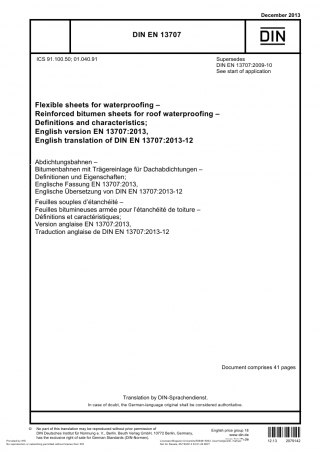 December 2013
DIN EN 13707
DIN
ICS 91.100.50; 01.040.91
Supersedes
DIN EN 13707:2009-10
See start of application
Flexible sheets for waterproofing –
Reinforced bitumen sheets for roof waterproofing –
Definitions and characteristics;
English version EN 13707:2013,
English translation of DIN EN 13707:2013-12
Abdichtungsbahnen –
Bitumenbahnen mit Trägereinlage für Dachabdichtungen –
Definitionen und Eigenschaften;
Englische Fassung EN 13707:2013,
Englische Übersetzung von DIN EN 13707:2013-12
Feuilles souples d'étanchéité –
Feuilles bitumineuses armée pour l'étanchéité de toiture –
Définitions et caractéristiques;
Version anglaise EN 13707:2013,
Traduction anglaise de DIN EN 13707:2013-12
Document comprises 41 pages
Translation by DIN-Sprachendienst.
In case of doubt, the German-language original shall be considered authoritative.
© No part of this translation may be reproduced without prior permission of
DIN Deutsches Institut für Normung e. V., Berlin. Beuth Verlag GmbH, 10772 Berlin, Germany,
has the exclusive right of sale for German Standards (DIN-Normen).
English price group 18
www.din.de
12.13